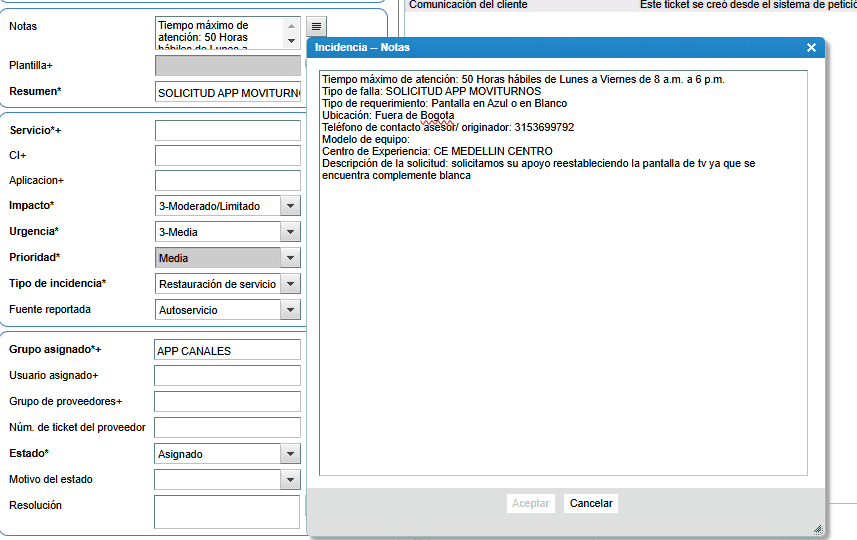 Comunicación del cliente
Este ticket se creó desde el sistema de petició
Notas
Tiempo máximo de
atención: 50 Horas
hábiles de Lunes a
Plantilla+
Resumen*
SOLICITUD APP MOVITURN
Servicio*+
CI+
Aplicacion+
Impacto*
3-Moderado/Limitado
Urgencia*
3-Media
Prioridad*
Media
Tipo de incidencia*
Restauración de servicio
Fuente reportada
Autoservicio
Grupo asignado*+
APP CANALES
Usuario asignado+
Grupo de proveedores+
Núm. de ticket del proveedor
Estado*
Asignado
Motivo del estado
Resolución
Incidencia -- Notas
Tiempo máximo de atención: 50 Horas hábiles de Lunes a Viernes de 8 a.m. a 6 p.m.
Tipo de falla: SOLICITUD APP MOVITURNOS
Tipo de requerimiento: Pantalla en Azul o en Blanco
Ubicación: Fuera de Bogota
Teléfono de contacto asesor/ originador: 3153699792
Modelo de equipo:
Centro de Experiencia: CE MEDELLIN CENTRO
Descripción de la solicitud: solicitamos su apoyo reestableciendo la pantalla de tv ya que se
encuentra complemente blanca
Aceptar
Cancelar